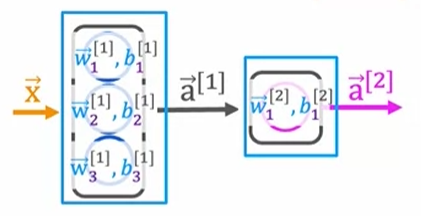 x⃗
w⃗₁^[1], b₁^[1]
w⃗₂^[1], b₂^[1]
w⃗₃^[1], b₃^[1]
a⃗^[1]
w⃗₁^[2], b₁^[2]
a⃗^[2]